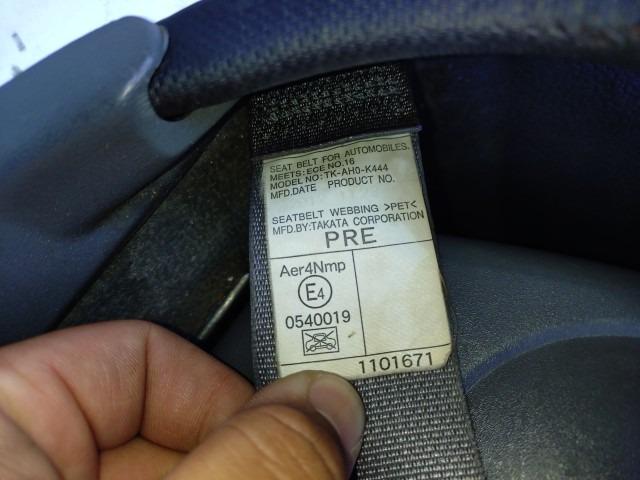 SEAT BELT FOR AUTOMOBILES.
MEETS:ECE NO.16
MODEL NO:TK-AH0-K444
MFD.DATE PRODUCT NO.
SEATBELT WEBBING >PET<
MFD.BY:TAKATA CORPORATION
PRE
Aer4Nmp
E4
0540019
1101671